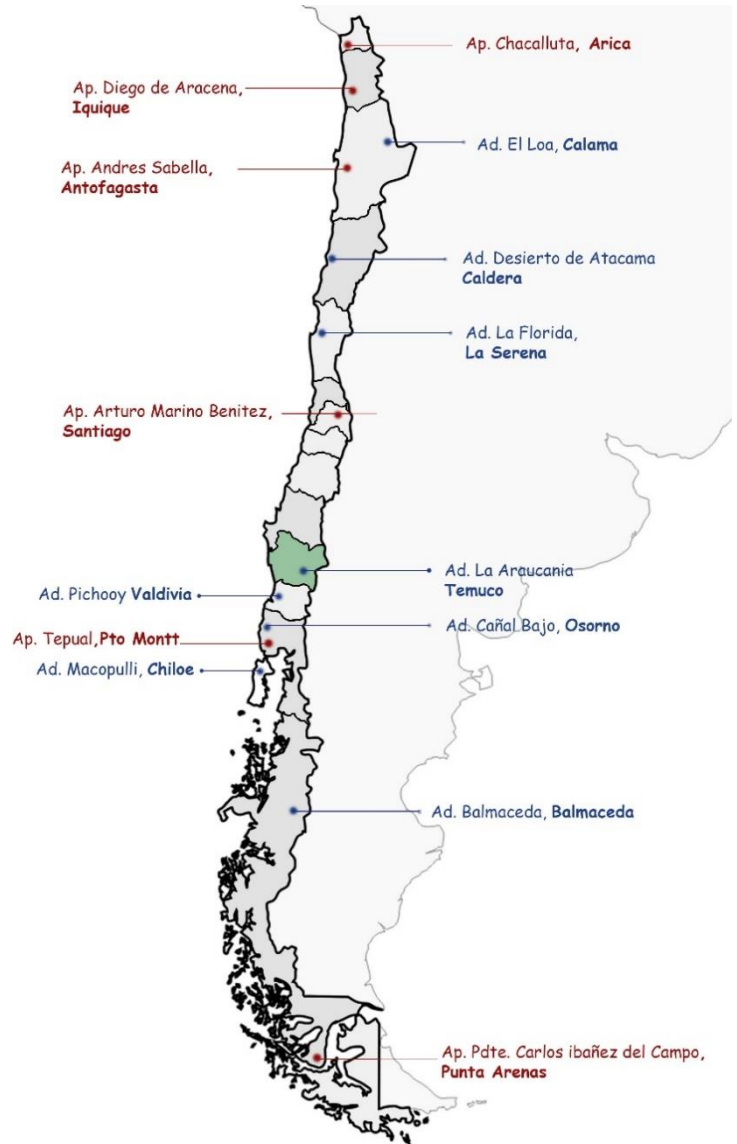 Ap. Chacalluta, Arica
Ap. Diego de Aracena,
Iquique
Ad. El Loa, Calama
Ap. Andres Sabella,
Antofagasta
Ad. Desierto de Atacama
Caldera
Ad. La Florida,
La Serena
Ap. Arturo Marino Benitez,
Santiago
Ad. La Araucania
Temuco
Ad. Pichooy Valdivia
Ad. Cañal Bajo, Osorno
Ap. Tepual,Pto Montt
Ad. Macopulli, Chiloe
Ad. Balmaceda, Balmaceda
Ap. Pdte. Carlos ibañez del Campo,
Punta Arenas